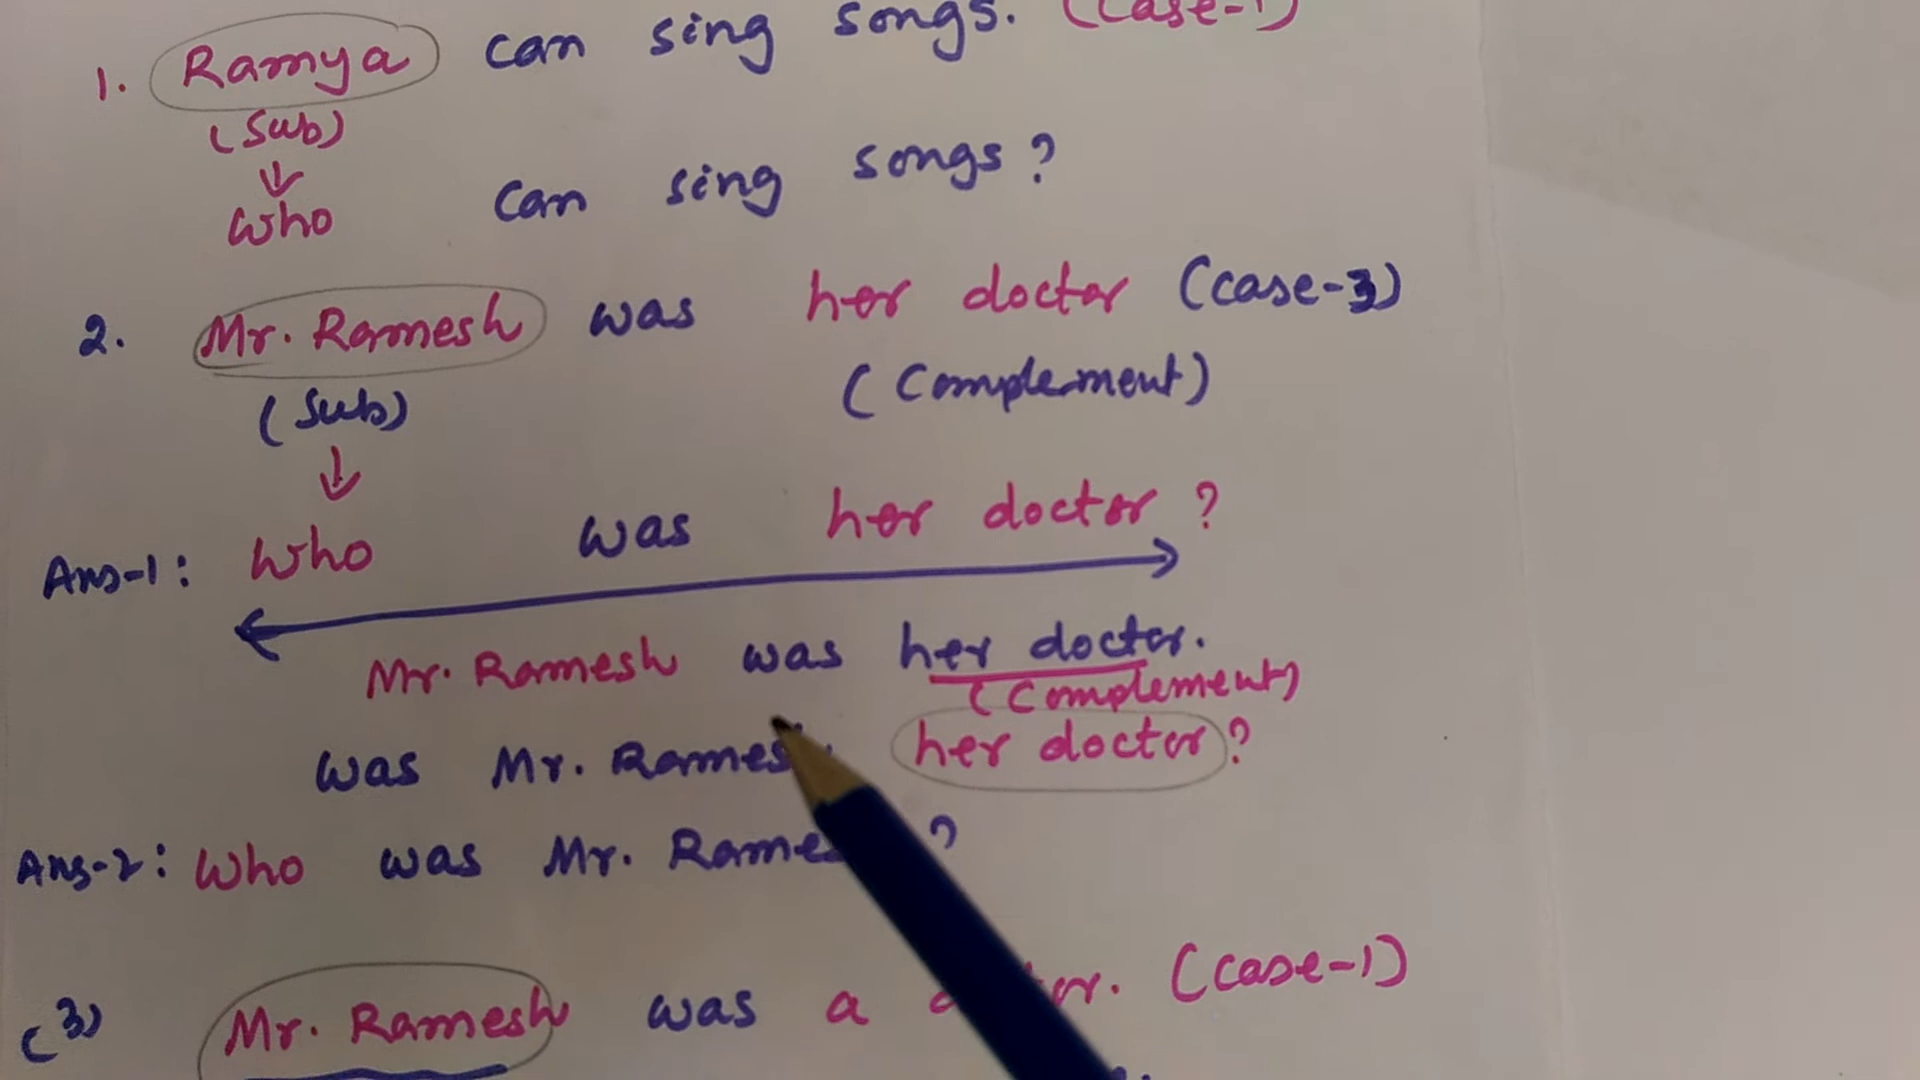 1. Ramya can sing songs. (Case-1)
(Sub)
Who can sing songs?
2. Mr. Ramesh was her doctor (case-3)
(Sub) (Complement)
Ans-1: Who was her doctor?
Mr. Ramesh was her doctor.
(Complement)
was Mr. Ramesh her doctor?
Ans-2: Who was Mr. Ramesh?
(3) Mr. Ramesh was a (case-1)